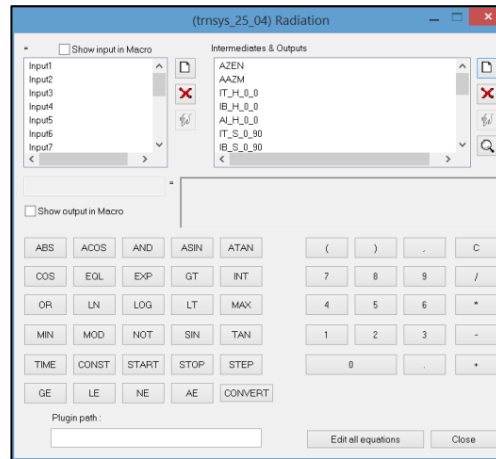 (trnsys_25_04) Radiation
Show input in Macro
Intermediates & Outputs
Input1
Input2
Input3
Input4
Input5
Input6
Input7
AZEN
AAZM
IT_H_0_0
IB_H_0_0
AI_H_0_0
IT_S_0_90
IB_S_0_90
=
Show output in Macro
ABS ACOS AND ASIN ATAN ( ) , C
COS EQL EXP GT INT 7 8 9 /
OR LN LOG LT MAX 4 5 6 *
MIN MOD NOT SIN TAN 1 2 3 -
TIME CONST START STOP STEP 0 . +
GE LE NE AE CONVERT
Plugin path :
Edit all equations Close